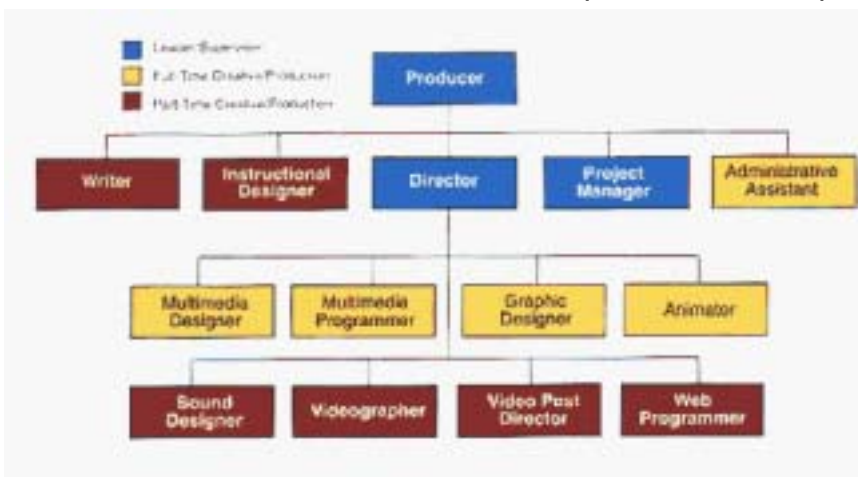 Leader/Supervisor
Full-Time Creative/Production
Part-Time Creative/Production
Producer
Writer
Instructional
Designer
Director
Project
Manager
Administrative
Assistant
Multimedia
Designer
Multimedia
Programmer
Graphic
Designer
Animator
Sound
Designer
Videographer
Video Post
Director
Web
Programmer